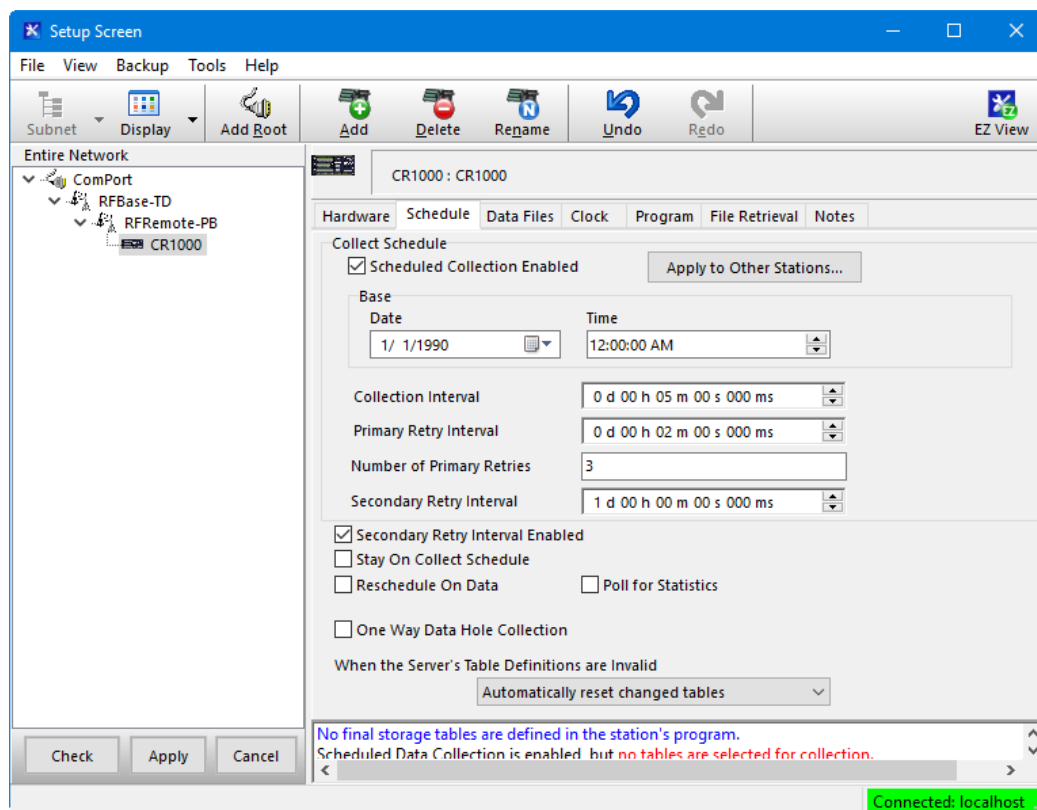 Setup Screen
File View Backup Tools Help
Subnet Display Add Root Add Delete Rename Undo Redo EZ View
Entire Network
ComPort
RFBase-TD
RFRemote-PB
CR1000
CR1000 : CR1000
Hardware Schedule Data Files Clock Program File Retrieval Notes
Collect Schedule
Scheduled Collection Enabled Apply to Other Stations...
Base
Date Time
1/ 1/1990 12:00:00 AM
Collection Interval 0 d 00 h 05 m 00 s 000 ms
Primary Retry Interval 0 d 00 h 02 m 00 s 000 ms
Number of Primary Retries 3
Secondary Retry Interval 1 d 00 h 00 m 00 s 000 ms
Secondary Retry Interval Enabled
Stay On Collect Schedule
Reschedule On Data Poll for Statistics
One Way Data Hole Collection
When the Server's Table Definitions are Invalid
Automatically reset changed tables
No final storage tables are defined in the station's program.
Scheduled Data Collection is enabled, but no tables are selected for collection.
Check Apply Cancel
Connected: localhost